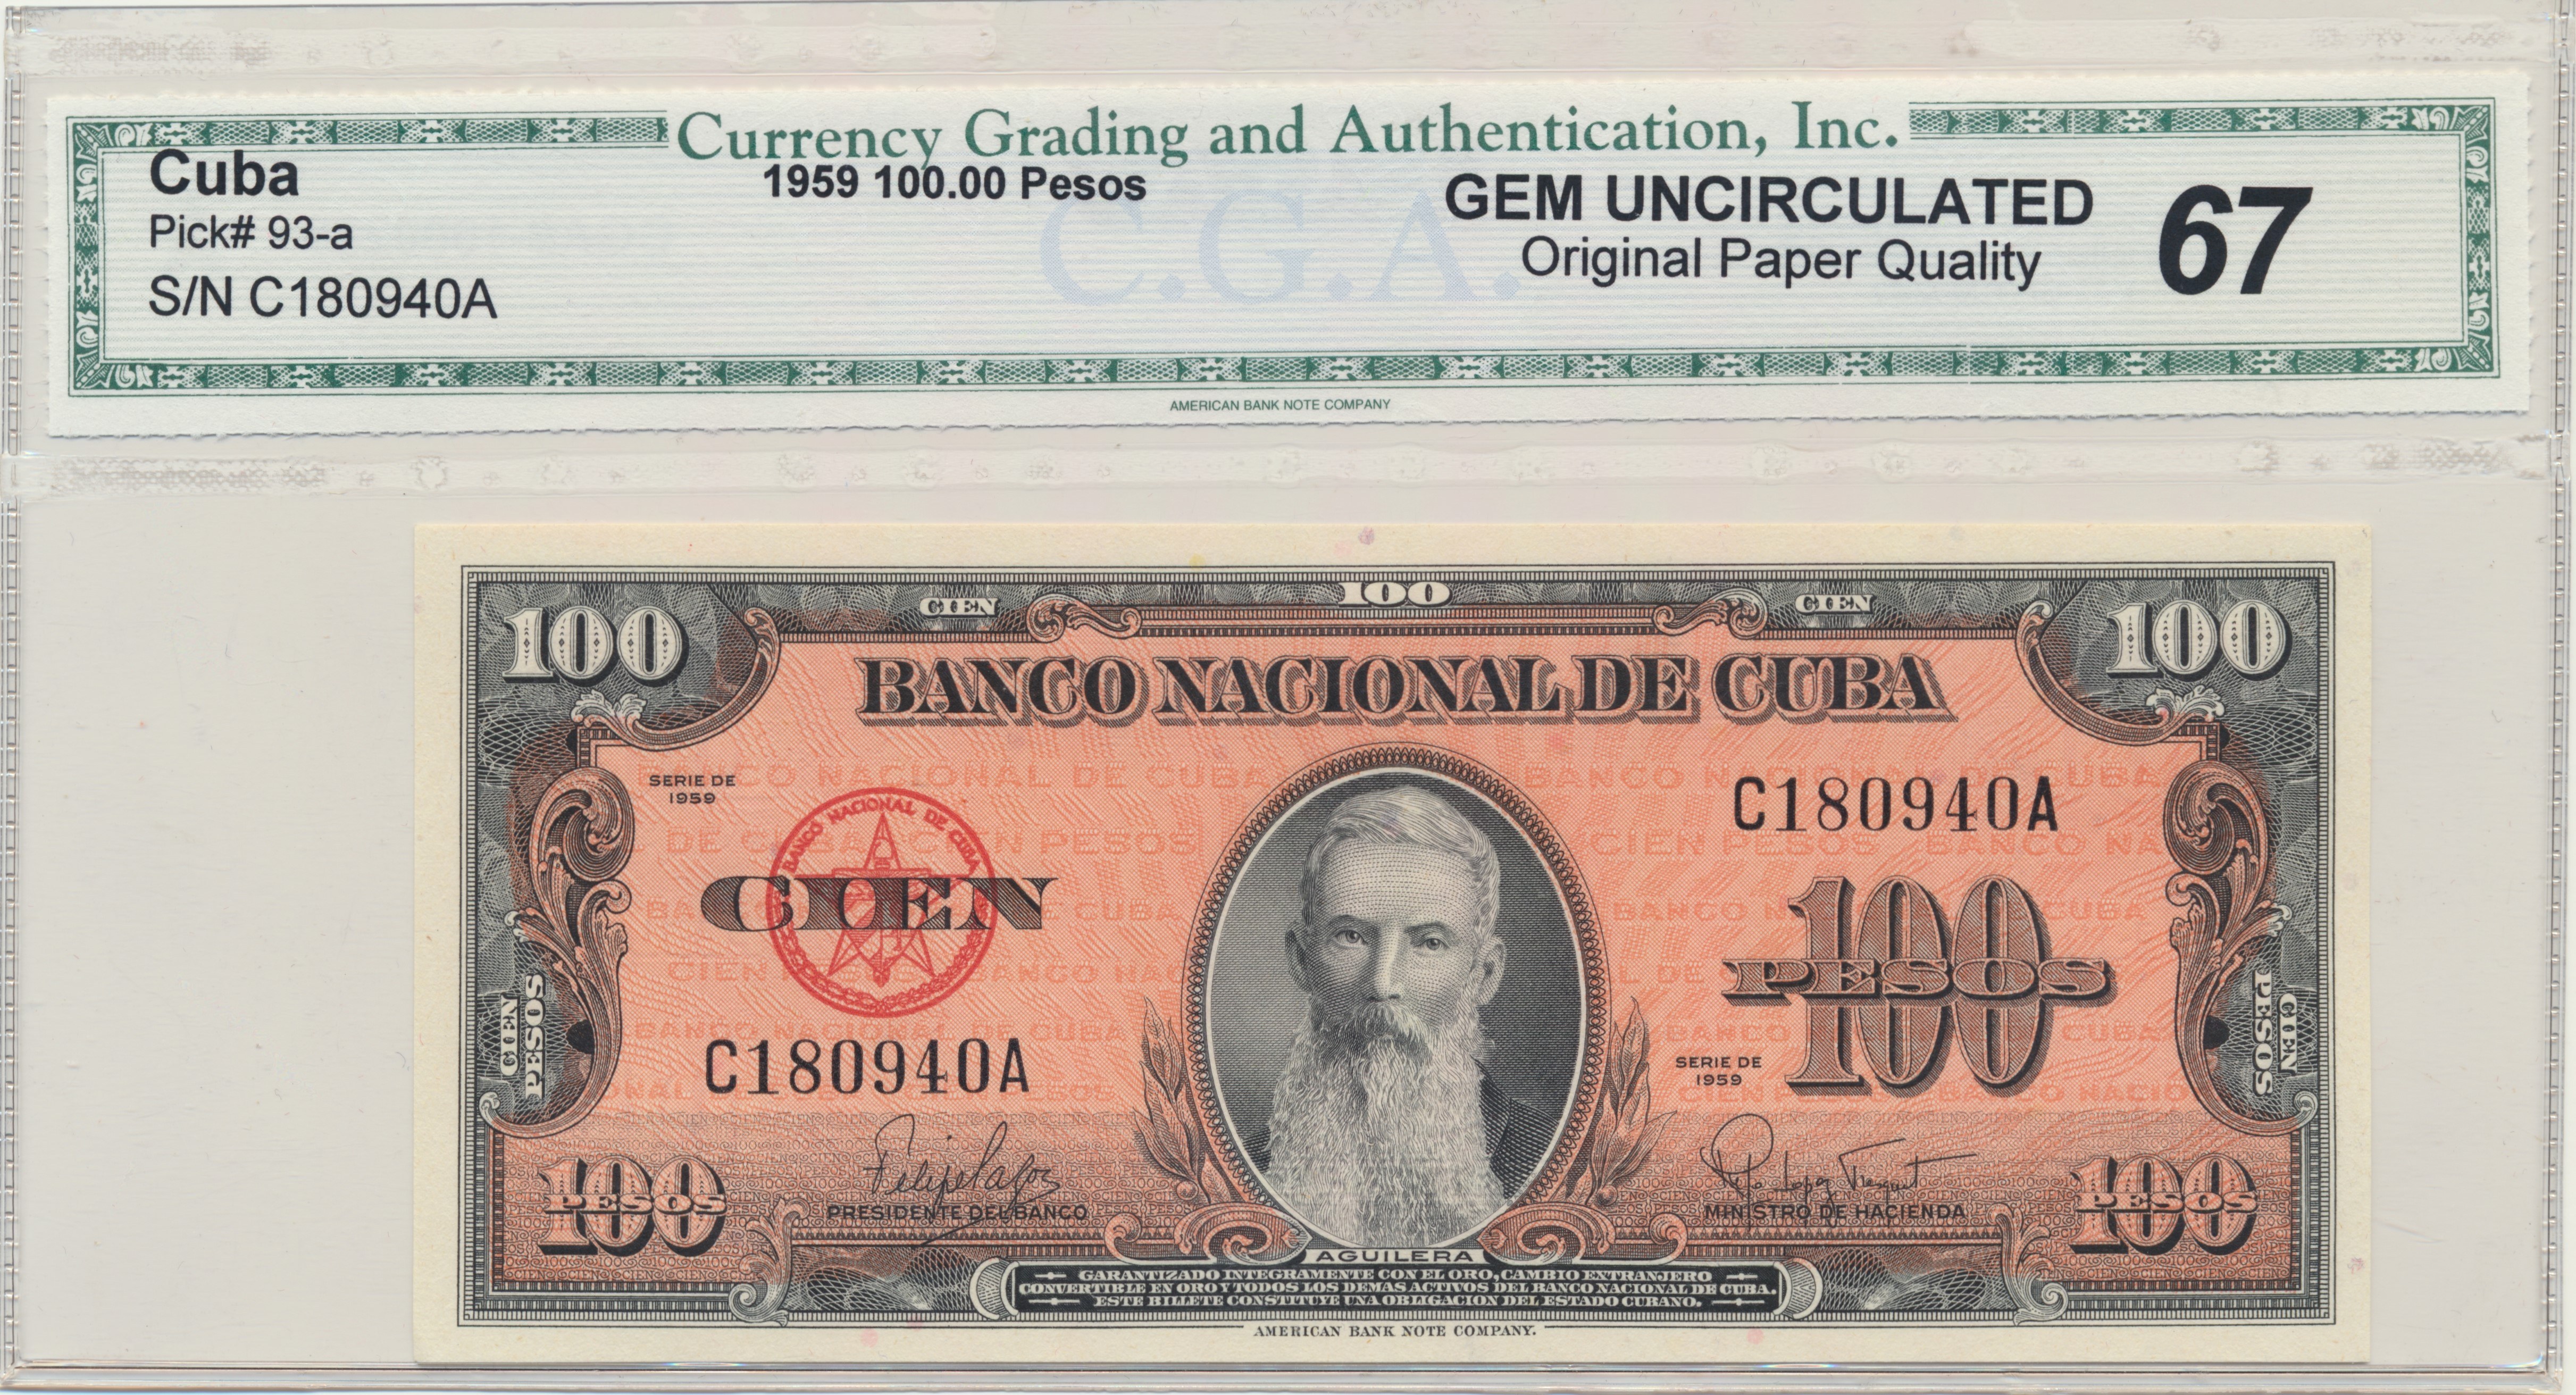 Currency Grading and Authentication, Inc.
Cuba
1959 100.00 Pesos
GEM UNCIRCULATED
67
Pick# 93-a
Original Paper Quality
S/N C180940A
C.G.A.
AMERICAN BANK NOTE COMPANY
100
CIEN
100
CIEN
100
BANCO NACIONAL DE CUBA
SERIE DE
1959
BANCO NACIONAL DE CUBA
C180940A
CIEN
100
PESOS
CIEN
PESOS
CIEN
PESOS
C180940A
SERIE DE
1959
Felipe Pazos
PRESIDENTE DEL BANCO
MINISTRO DE HACIENDA
100
PESOS
100
PESOS
AGUILERA
GARANTIZADO INTEGRAMENTE CON EL ORO, CAMBIO EXTRANJERO
CONVERTIBLE EN ORO Y TODOS LOS DEMAS ACTIVOS DEL BANCO NACIONAL DE CUBA.
ESTE BILLETE CONSTITUYE UNA OBLIGACION DEL ESTADO CUBANO.
AMERICAN BANK NOTE COMPANY.